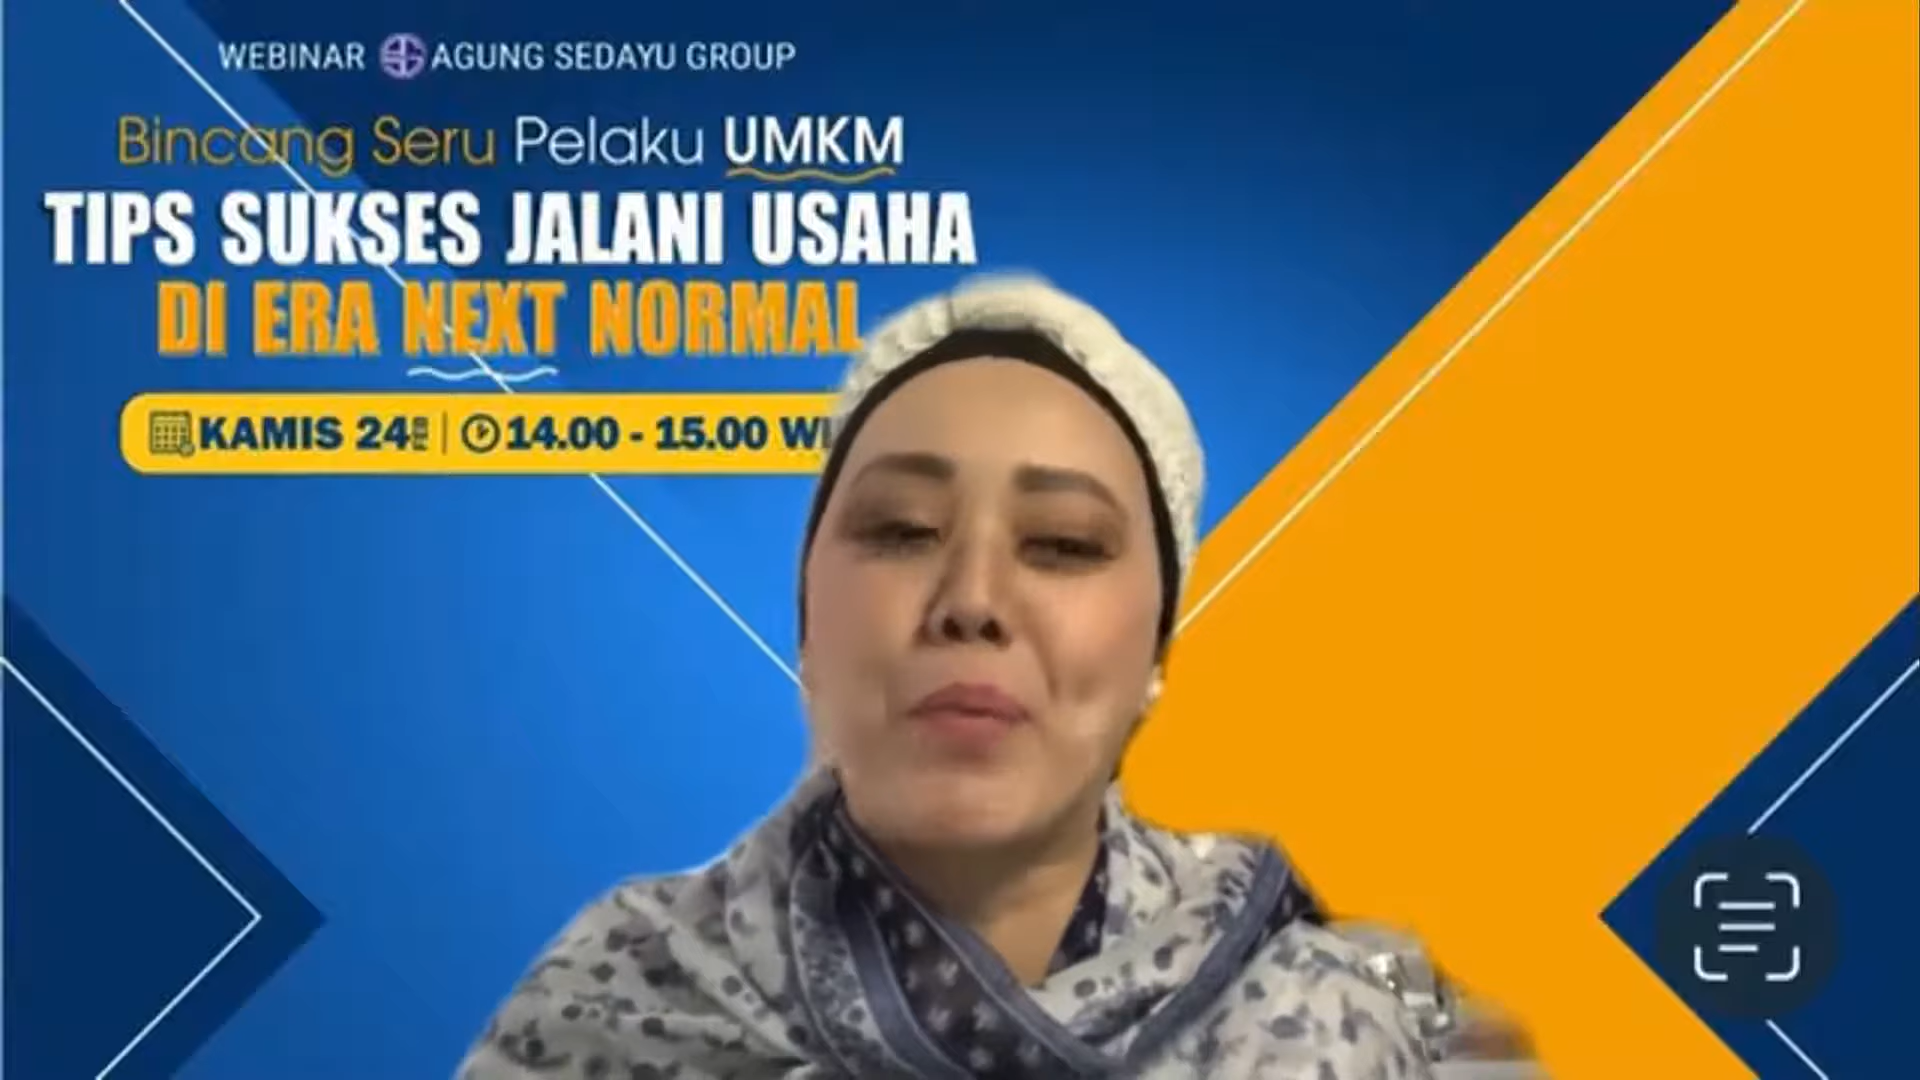 WEBINAR AGUNG SEDAYU GROUP
Bincang Seru Pelaku UMKM
TIPS SUKSES JALANI USAHA
DI ERA NEXT NORMAL
KAMIS 24 FEB 14.00 - 15.00